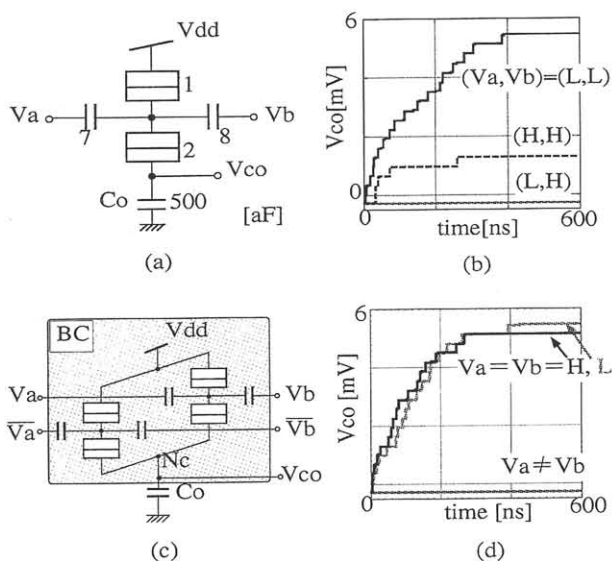 (a)
Vdd
1
Va
7
8
Vb
2
Vco
Co
500
[aF]
(b)
6
Vco[mV]
0
(Va,Vb)=(L,L)
(H,H)
(L,H)
0
600
time[ns]
(a)
(b)
(c)
BC
Vdd
Va
Vb
V̅a̅
V̅b̅
Nc
Vco
Co
(d)
6
Vco [mV]
Va=Vb=H, L
Va≠Vb
0
600
time [ns]
(c)
(d)